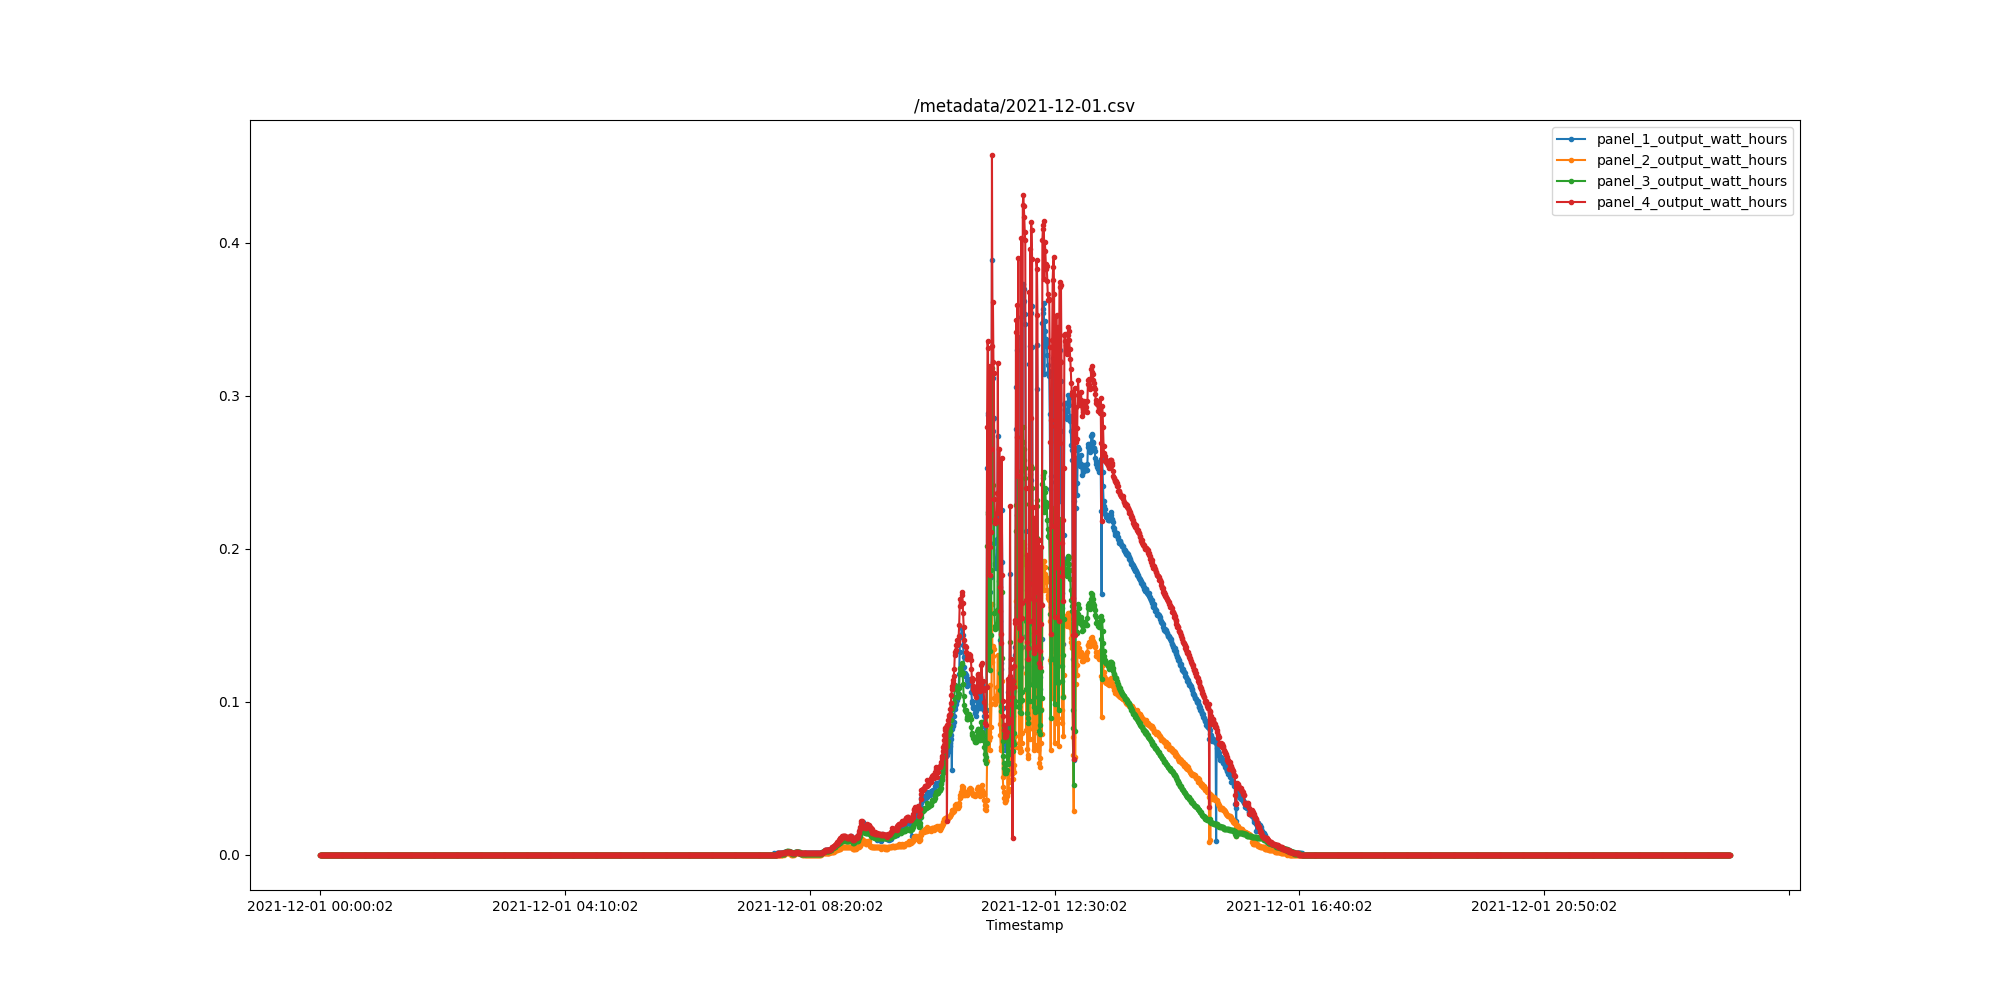 /metadata/2021-12-01.csv
panel_1_output_watt_hours
panel_2_output_watt_hours
panel_3_output_watt_hours
panel_4_output_watt_hours
0.4
0.3
0.2
0.1
0.0
2021-12-01 00:00:02 2021-12-01 04:10:02 2021-12-01 08:20:02 2021-12-01 12:30:02 2021-12-01 16:40:02 2021-12-01 20:50:02
Timestamp